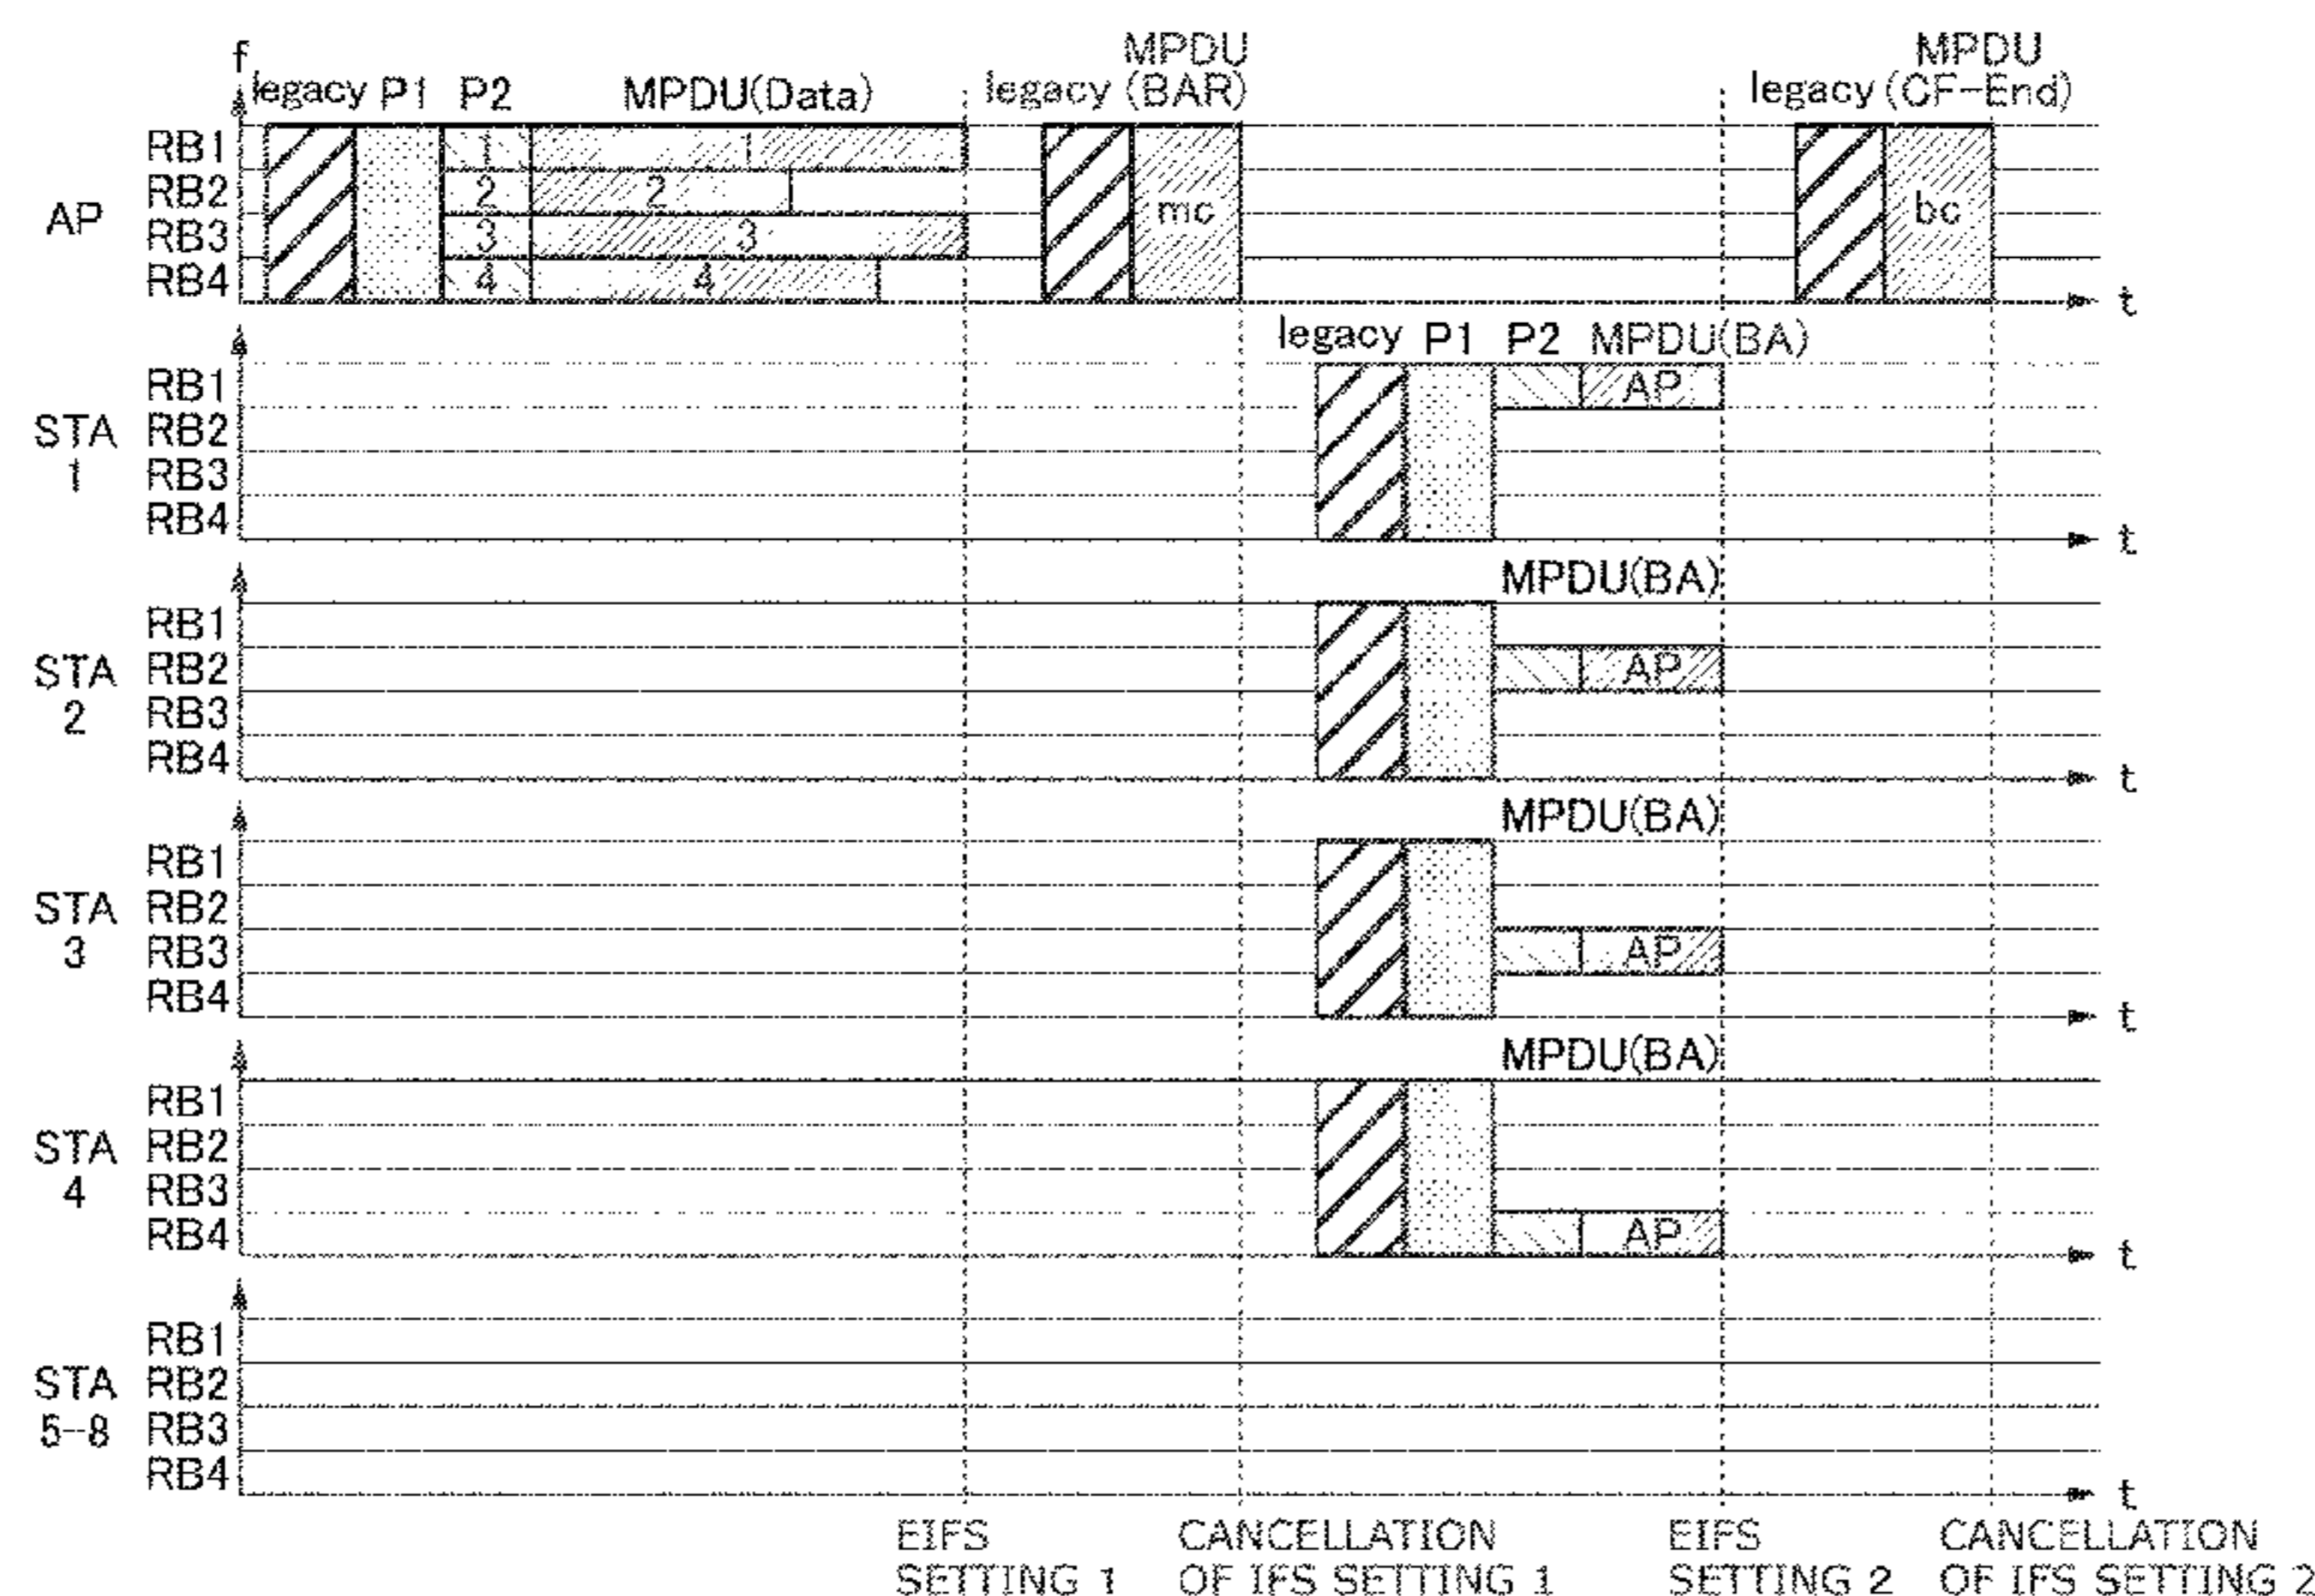 f
MPDU
MPDU
legacy P1 P2 MPDU(Data) legacy (BAR) legacy (CF-End)
RB1 1 1
RB2 2 2
AP mc bc
RB3 3 3
RB4 4 4
t
legacy P1 P2 MPDU(BA)
RB1 AP
STA RB2
1 RB3
RB4
t
MPDU(BA)
RB1
STA RB2 AP
2 RB3
RB4
t
MPDU(BA)
RB1
STA RB2
3 RB3 AP
RB4
t
MPDU(BA)
RB1
STA RB2
4 RB3
RB4 AP
t
RB1
STA RB2
5-8 RB3
RB4
t
EIFS CANCELLATION EIFS CANCELLATION
SETTING 1 OF IFS SETTING 1 SETTING 2 OF IFS SETTING 2